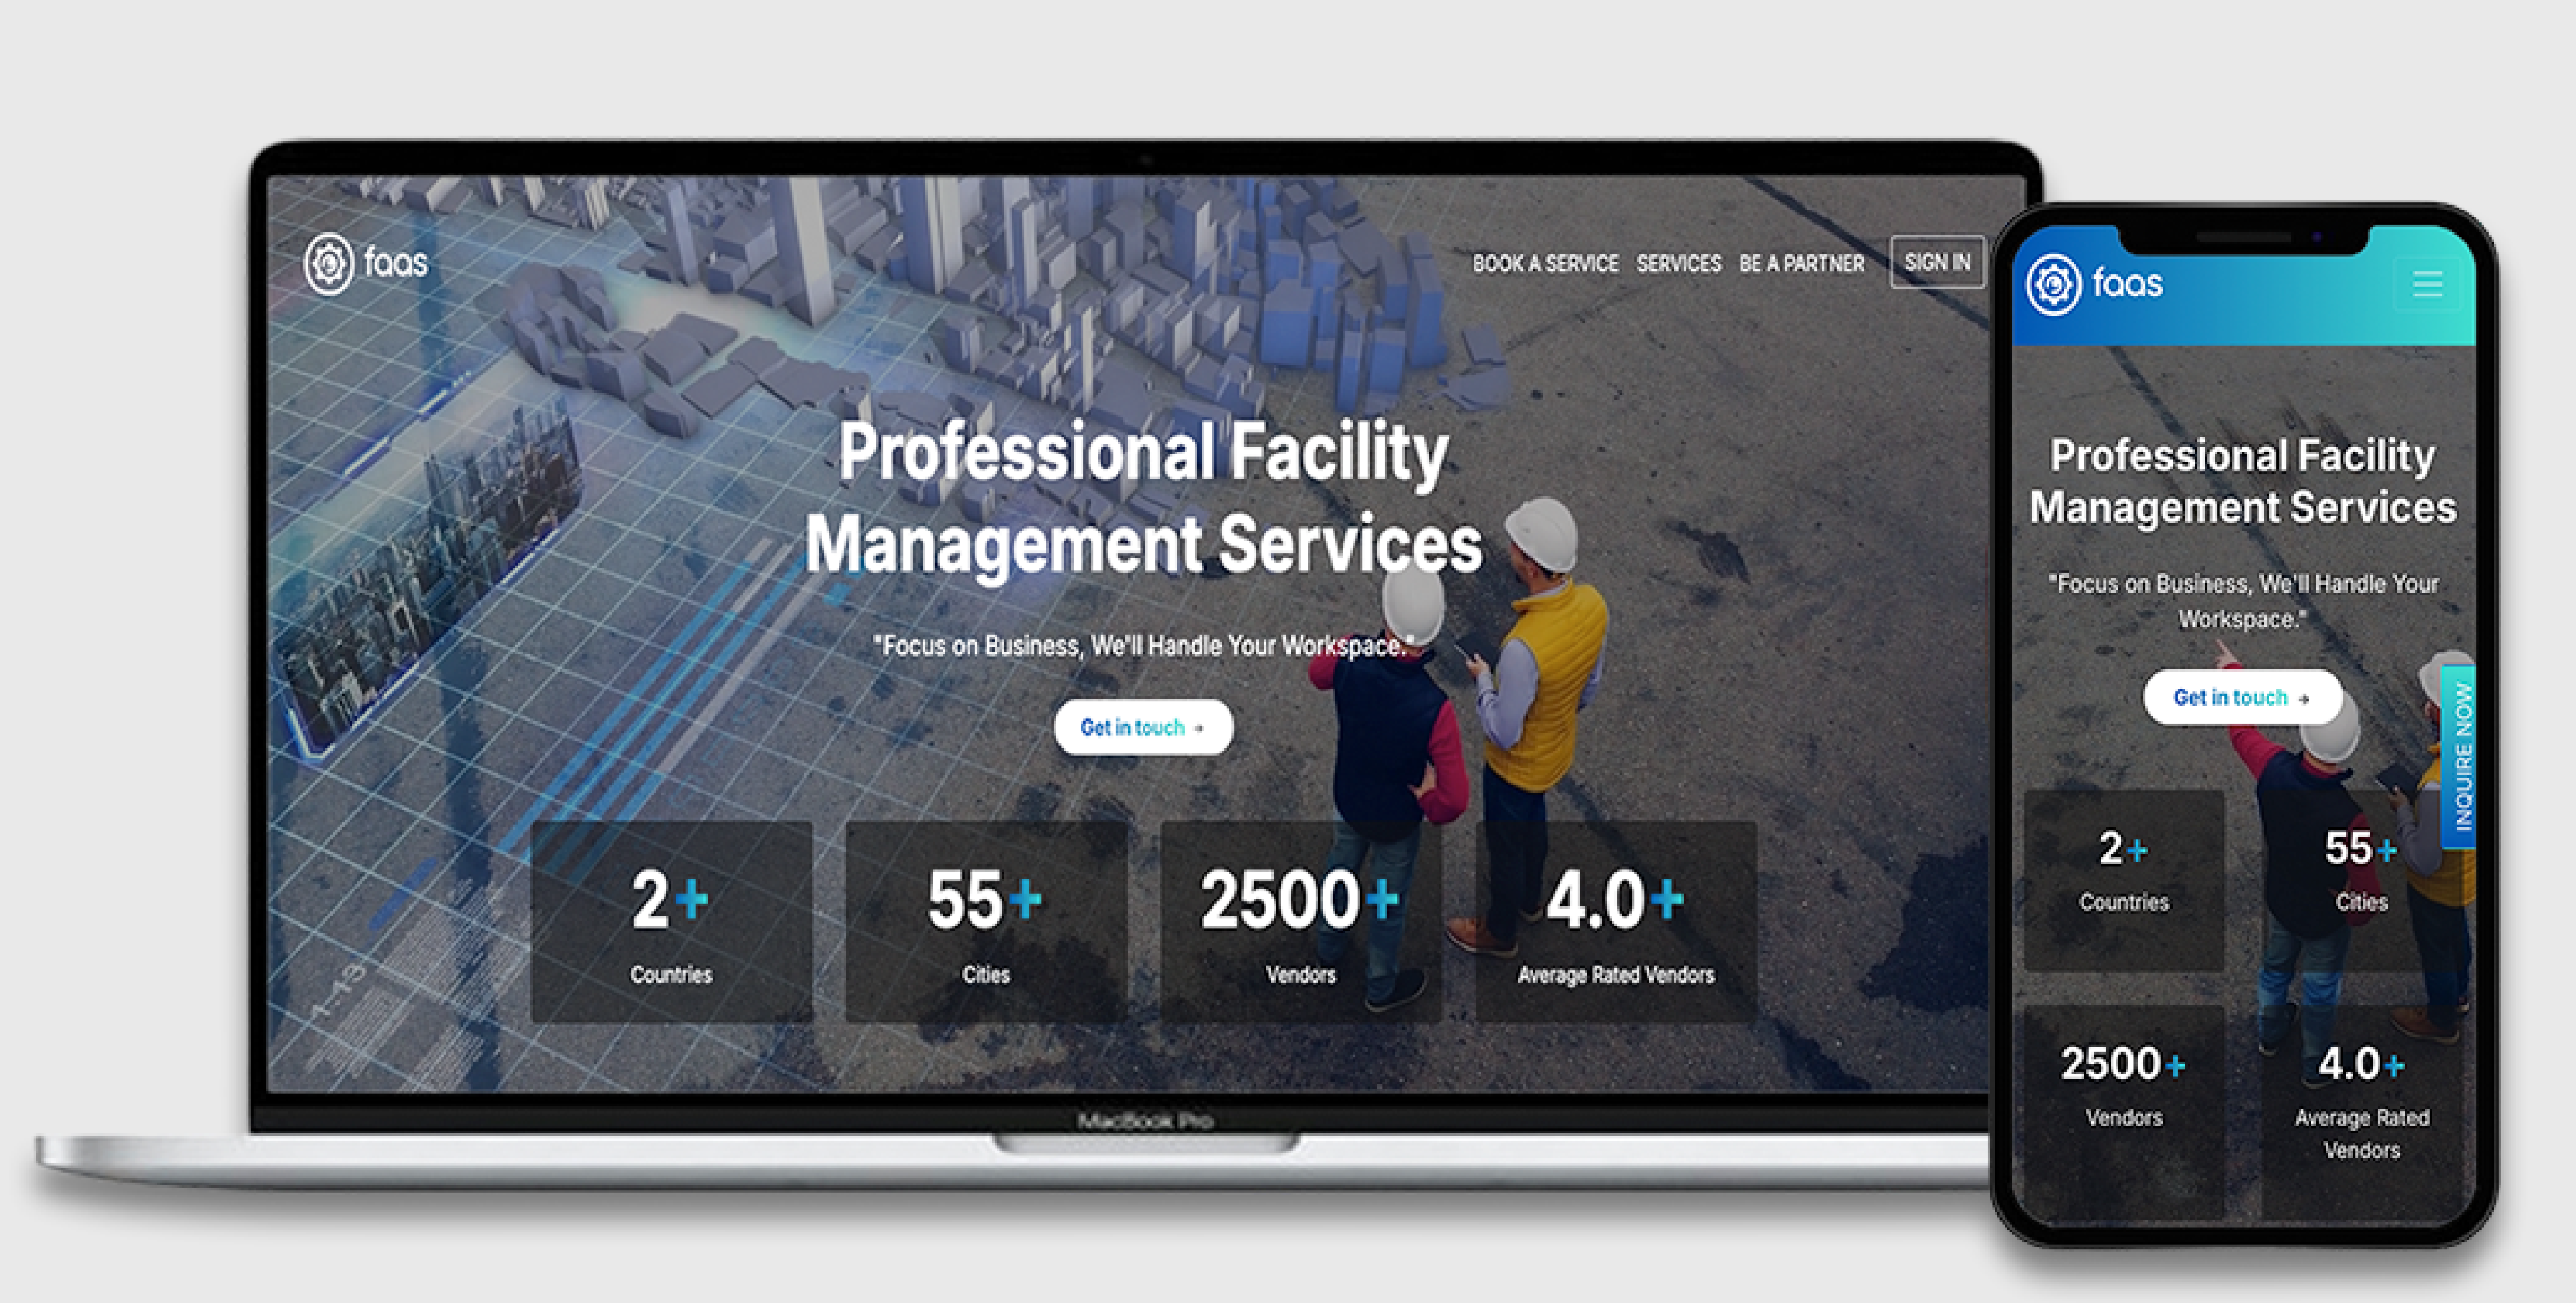 faas
BOOK A SERVICE SERVICES BE A PARTNER SIGN IN
Professional Facility
Management Services
"Focus on Business, We'll Handle Your Workspace."
Get in touch →
2+
Countries
55+
Cities
2500+
Vendors
4.0+
Average Rated Vendors
MacBook Pro
faas
Professional Facility
Management Services
"Focus on Business, We'll Handle Your
Workspace."
Get in touch →
INQUIRE NOW
2+
Countries
55+
Cities
2500+
Vendors
4.0+
Average Rated
Vendors